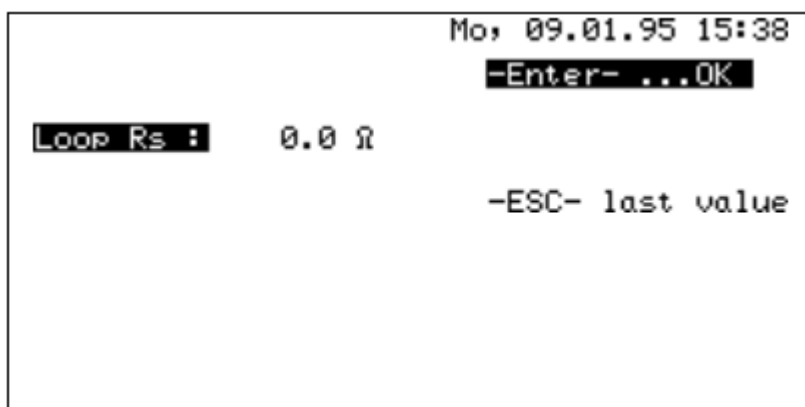 Mo, 09.01.95 15:38
-Enter- ...OK
Loop Rs : 0.0 Ω
-ESC- last value